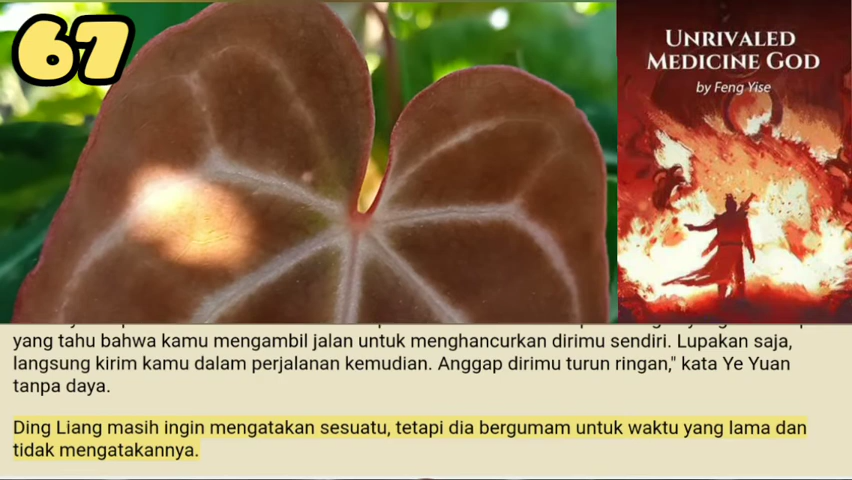 67
UNRIVALED
MEDICINE GOD
by Feng Yise
yang tahu bahwa kamu mengambil jalan untuk menghancurkan dirimu sendiri. Lupakan saja,
langsung kirim kamu dalam perjalanan kemudian. Anggap dirimu turun ringan," kata Ye Yuan
tanpa daya.
Ding Liang masih ingin mengatakan sesuatu, tetapi dia bergumam untuk waktu yang lama dan
tidak mengatakannya.